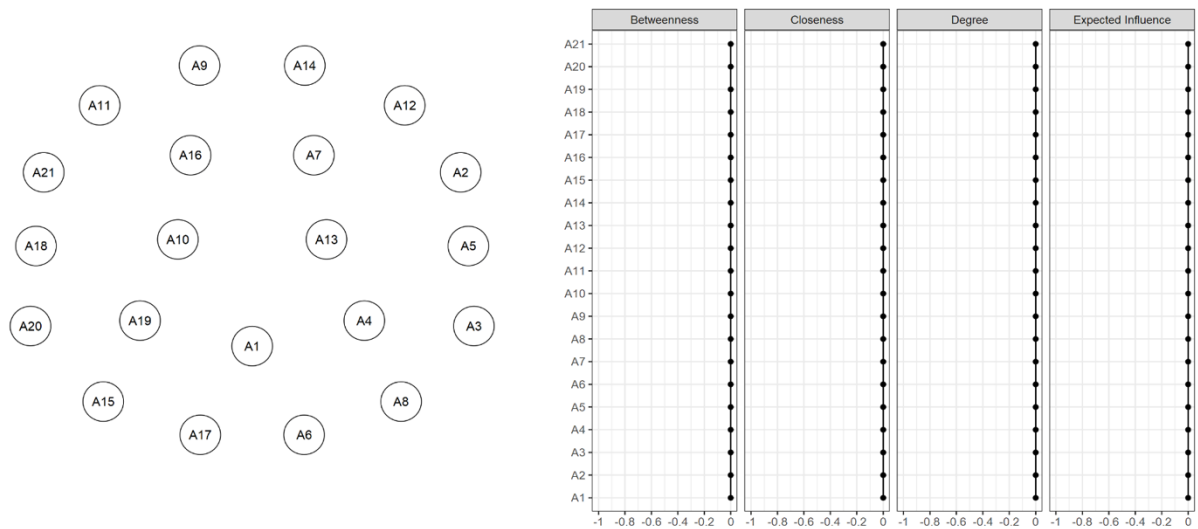 A9 A14
A11 A12
A16 A7
A21 A2
A10 A13
A18 A5
A19 A4
A20 A3
A1
A15 A8
A17 A6
Betweenness Closeness Degree Expected Influence
A21
A20
A19
A18
A17
A16
A15
A14
A13
A12
A11
A10
A9
A8
A7
A6
A5
A4
A3
A2
A1
-1 -0.8 -0.6 -0.4 -0.2 0 -1 -0.8 -0.6 -0.4 -0.2 0 -1 -0.8 -0.6 -0.4 -0.2 0 -1 -0.8 -0.6 -0.4 -0.2 0